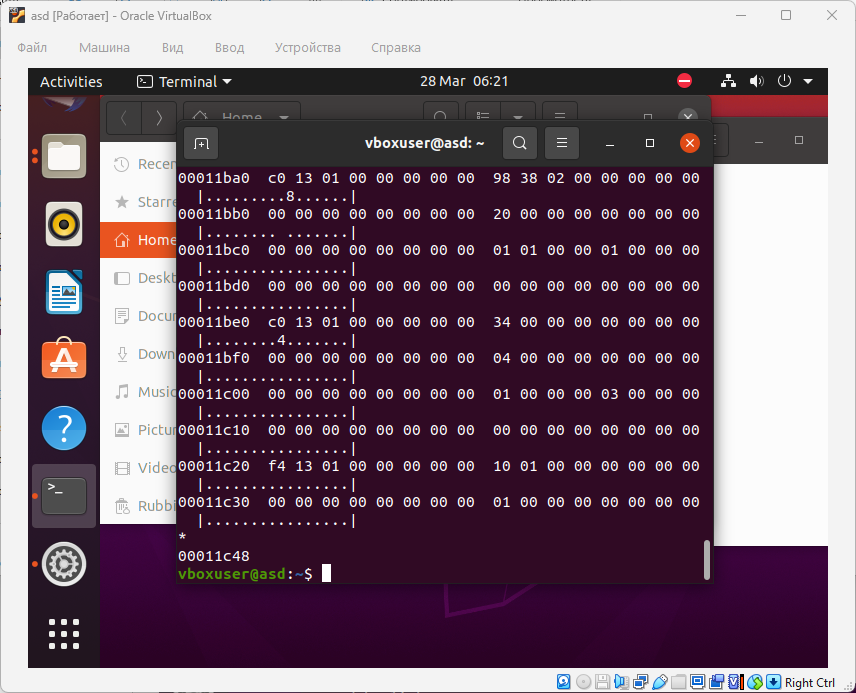 asd [Работает] - Oracle VirtualBox
Файл Машина Вид Ввод Устройства Справка
Activities Terminal 28 Mar 06:21
Home
vboxuser@asd: ~
Recen
Starre
Home
Deskt
Docur
Down
Music
Pictur
Video
Rubbi
00011ba0  c0 13 01 00 00 00 00 00  98 38 02 00 00 00 00 00
|.........8......|
00011bb0  00 00 00 00 00 00 00 00  20 00 00 00 00 00 00 00
|........ .......|
00011bc0  00 00 00 00 00 00 00 00  01 01 00 00 01 00 00 00
|................|
00011bd0  00 00 00 00 00 00 00 00  00 00 00 00 00 00 00 00
|................|
00011be0  c0 13 01 00 00 00 00 00  34 00 00 00 00 00 00 00
|........4.......|
00011bf0  00 00 00 00 00 00 00 00  04 00 00 00 00 00 00 00
|................|
00011c00  00 00 00 00 00 00 00 00  01 00 00 00 03 00 00 00
|................|
00011c10  00 00 00 00 00 00 00 00  00 00 00 00 00 00 00 00
|................|
00011c20  f4 13 01 00 00 00 00 00  10 01 00 00 00 00 00 00
|................|
00011c30  00 00 00 00 00 00 00 00  01 00 00 00 00 00 00 00
|................|
*
00011c48
vboxuser@asd:~$
Right Ctrl